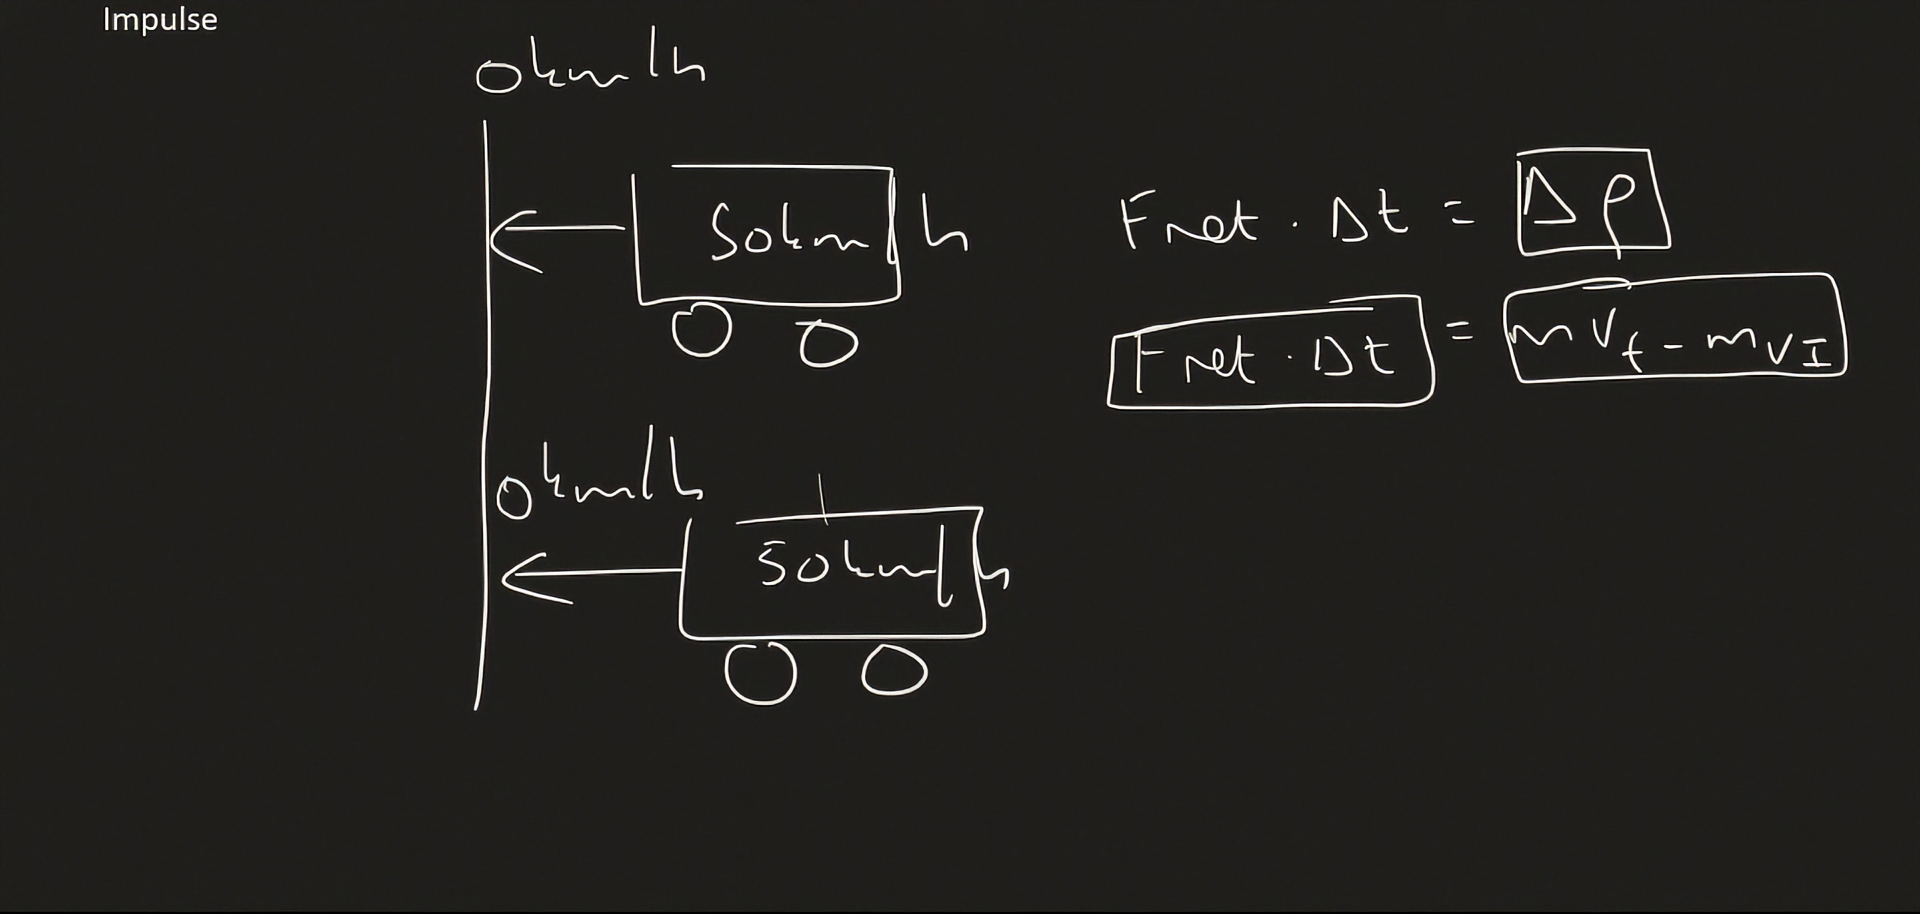 Impulse
0km/h
50km/h
Fnet · Δt = Δp
Fnet · Δt = mvf - mvI
0km/h
50km/h